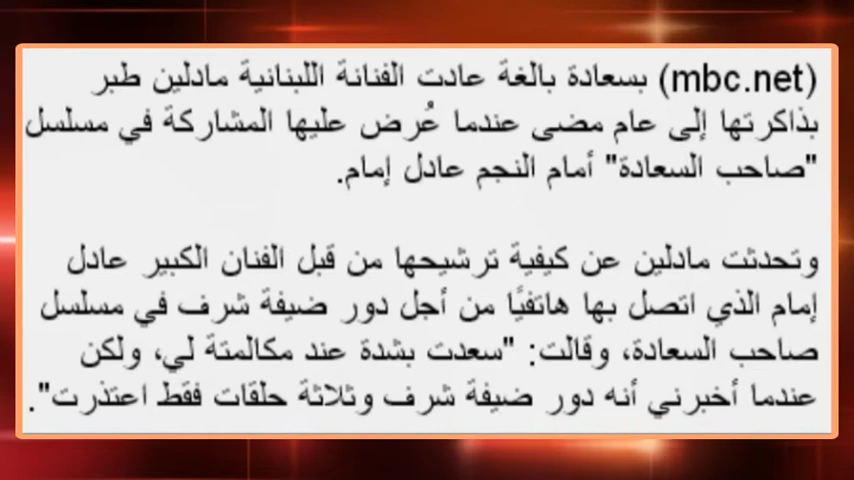 (mbc.net) بسعادة بالغة عادت الفنانة اللبنانية مادلين طبر
بذاكرتها إلى عام مضى عندما عُرض عليها المشاركة في مسلسل
"صاحب السعادة" أمام النجم عادل إمام.
وتحدثت مادلين عن كيفية ترشيحها من قبل الفنان الكبير عادل
إمام الذي اتصل بها هاتفيًا من أجل دور ضيفة شرف في مسلسل
صاحب السعادة، وقالت: "سعدت بشدة عند مكالمتة لي، ولكن
عندما أخبرني أنه دور ضيفة شرف وثلاثة حلقات فقط اعتذرت".